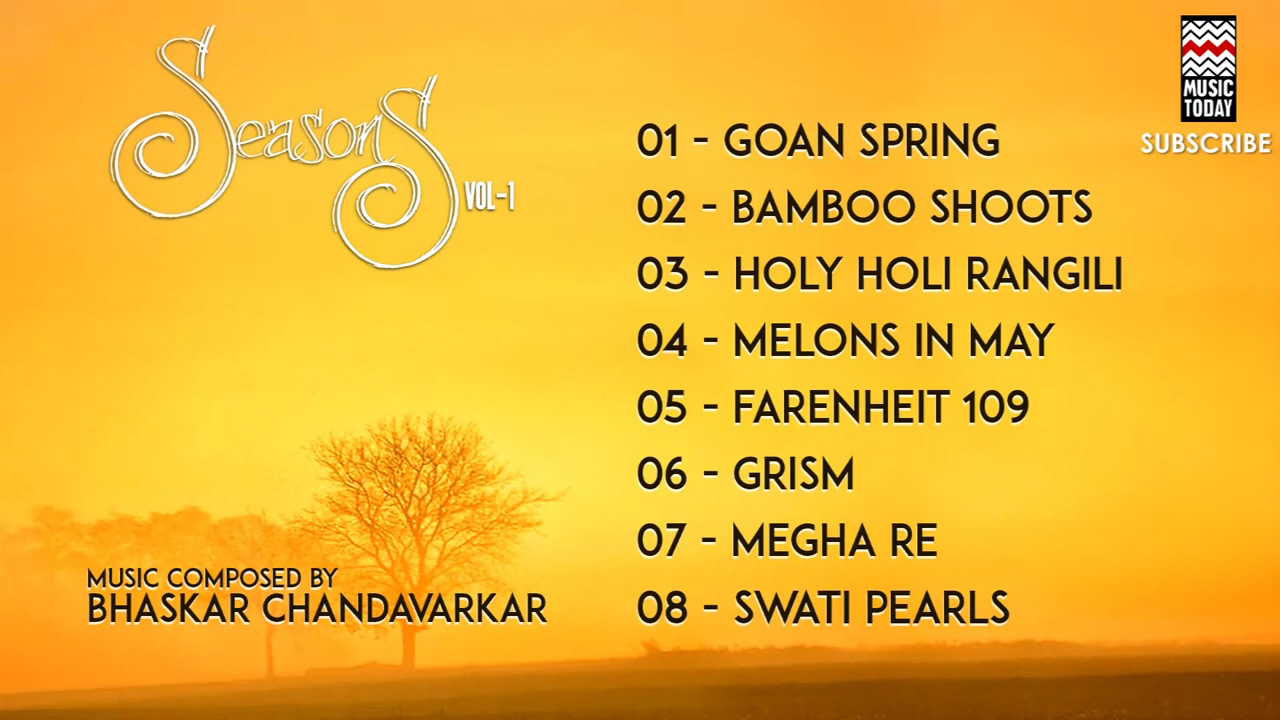 Seasons
VOL-1
MUSIC
TODAY
SUBSCRIBE
01 - GOAN SPRING
02 - BAMBOO SHOOTS
03 - HOLY HOLI RANGILI
04 - MELONS IN MAY
05 - FARENHEIT 109
06 - GRISM
07 - MEGHA RE
08 - SWATI PEARLS
MUSIC COMPOSED BY
BHASKAR CHANDAVARKAR